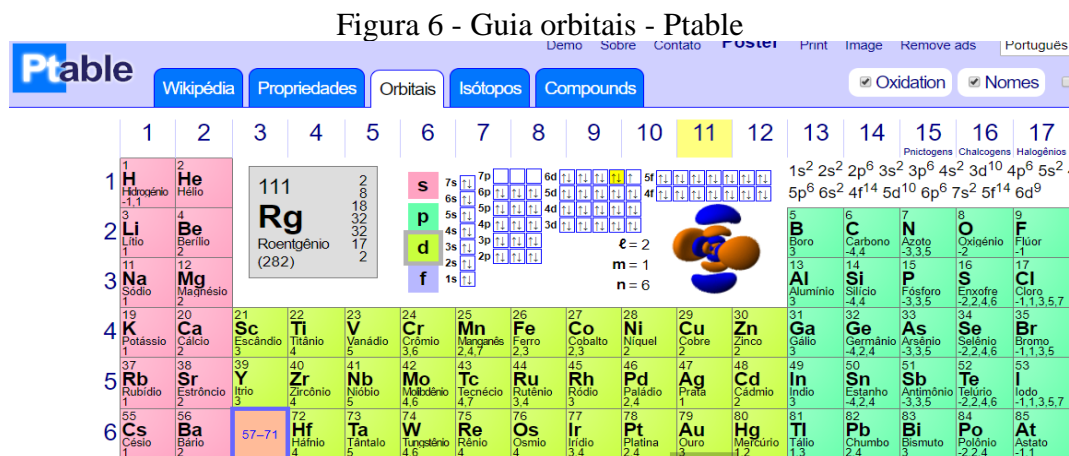 Figura 6 - Guia orbitais - Ptable
Demo Sobre Contato Poster Print Image Remove ads Português
Ptable
Wikipédia Propriedades Orbitais Isótopos Compounds
Oxidation Nomes
1 2 3 4 5 6 7 8 9 10 11 12 13 14 15 16 17
Pnictogens Chalcogens Halogênios
1s² 2s² 2p⁶ 3s² 3p⁶ 4s² 3d¹⁰ 4p⁶ 5s²
5p⁶ 6s² 4f¹⁴ 5d¹⁰ 6p⁶ 7s² 5f¹⁴ 6d⁹
111
Rg
Roentgênio
(282)
2
8
18
32
32
17
2
s
p
d
f
7s
6s
5s
4s
3s
2s
1s
7p
6p
5p
4p
3p
2p
6d
5d
4d
3d
5f
4f
ℓ = 2
m = 1
n = 6
1
1 H Hidrogénio -1,1
2 He Hélio
2
3 Li Lítio 1
4 Be Berílio 2
5 B Boro 3
6 C Carbono -4,4
7 N Azoto -3,3,5
8 O Oxigénio -2
9 F Flúor -1
3
11 Na Sódio 1
12 Mg Magnésio 2
13 Al Alumínio 3
14 Si Silício -4,4
15 P Fósforo -3,3,5
16 S Enxofre -2,2,4,6
17 Cl Cloro -1,1,3,5,7
4
19 K Potássio 1
20 Ca Cálcio 2
21 Sc Escândio 3
22 Ti Titânio 4
23 V Vanádio 5
24 Cr Crômio 3,6
25 Mn Manganês 2,4,7
26 Fe Ferro 2,3
27 Co Cobalto 2,3
28 Ni Níquel 2
29 Cu Cobre 2
30 Zn Zinco 2
31 Ga Gálio 3
32 Ge Germânio -4,2,4
33 As Arsênio -3,3,5
34 Se Selênio -2,2,4,6
35 Br Bromo -1,1,3,5
5
37 Rb Rubídio 1
38 Sr Estrôncio 2
39 Y Itrio 3
40 Zr Zircônio 4
41 Nb Nióbio 5
42 Mo Molibdênio 4,6
43 Tc Tecnécio 4,7
44 Ru Rutênio 3,4
45 Rh Ródio 3
46 Pd Paládio 2,4
47 Ag Prata 1
48 Cd Cádmio 2
49 In Índio 3
50 Sn Estanho -4,2,4
51 Sb Antimônio -3,3,5
52 Te Telúrio -2,2,4,6
53 I Iodo -1,1,3,5,7
6
55 Cs Césio 1
56 Ba Bário 2
57–71
72 Hf Háfnio 4
73 Ta Tântalo 5
74 W Tungstênio 4,6
75 Re Rênio 4
76 Os Osmio 4
77 Ir Irídio 3,4
78 Pt Platina 2,4
79 Au Ouro 3
80 Hg Mercúrio 1,2
81 Tl Tálio 1,3
82 Pb Chumbo 2,4
83 Bi Bismuto 3
84 Po Polônio -2,2,4
85 At Astato -1,1